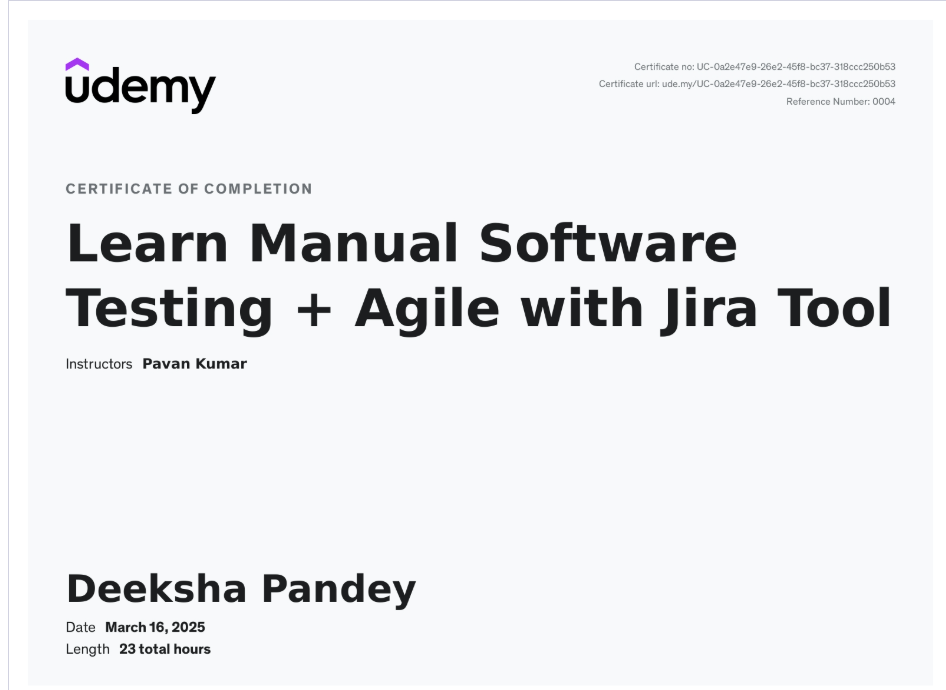 udemy
Certificate no: UC-0a2e47e9-26e2-45f8-bc37-318ccc250b53
Certificate url: ude.my/UC-0a2e47e9-26e2-45f8-bc37-318ccc250b53
Reference Number: 0004
CERTIFICATE OF COMPLETION
Learn Manual Software
Testing + Agile with Jira Tool
Instructors Pavan Kumar
Deeksha Pandey
Date March 16, 2025
Length 23 total hours